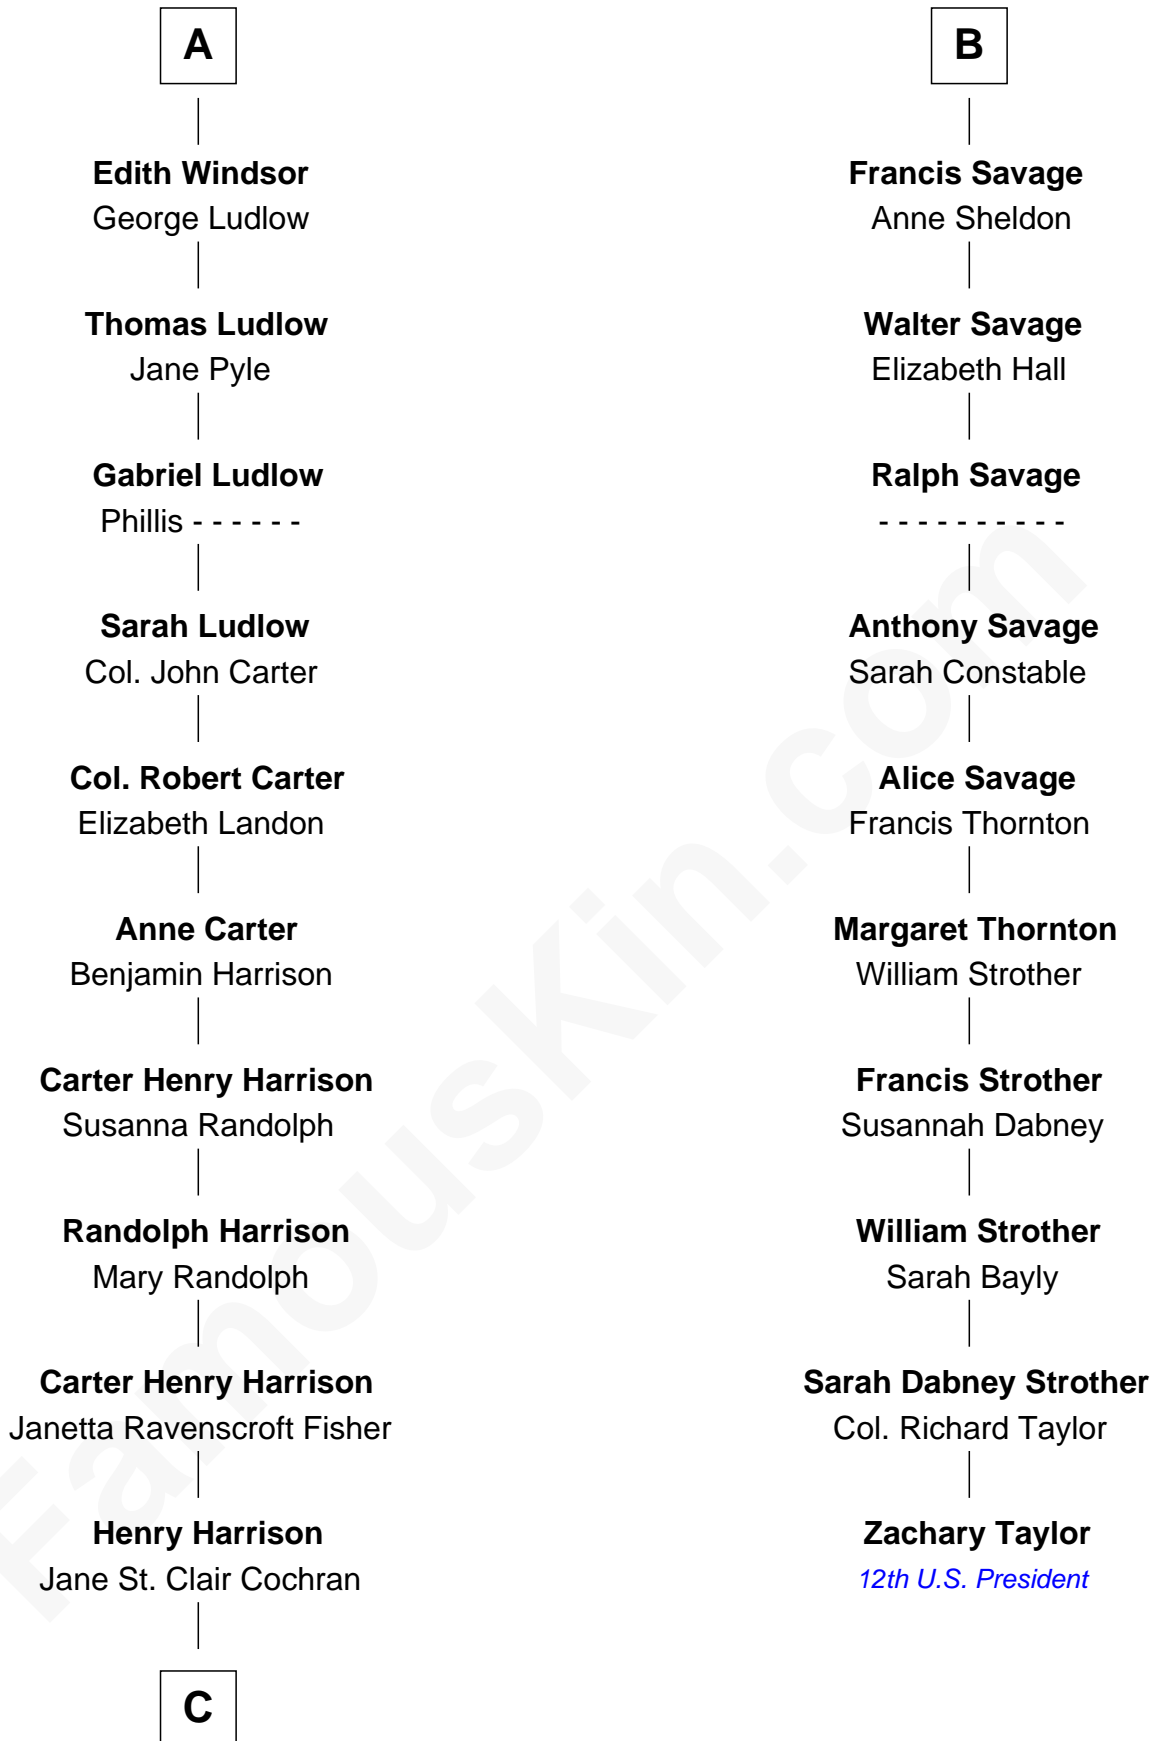 A
Edith Windsor
George Ludlow
Thomas Ludlow
Jane Pyle
Gabriel Ludlow
Phillis - - - - - -
Sarah Ludlow
Col. John Carter
Col. Robert Carter
Elizabeth Landon
Anne Carter
Benjamin Harrison
Carter Henry Harrison
Susanna Randolph
Randolph Harrison
Mary Randolph
Carter Henry Harrison
Janetta Ravenscroft Fisher
Henry Harrison
Jane St. Clair Cochran
C
B
Francis Savage
Anne Sheldon
Walter Savage
Elizabeth Hall
Ralph Savage
- - - - - - - - - -
Anthony Savage
Sarah Constable
Alice Savage
Francis Thornton
Margaret Thornton
William Strother
Francis Strother
Susannah Dabney
William Strother
Sarah Bayly
Sarah Dabney Strother
Col. Richard Taylor
Zachary Taylor
12th U.S. President
FamousKin.com